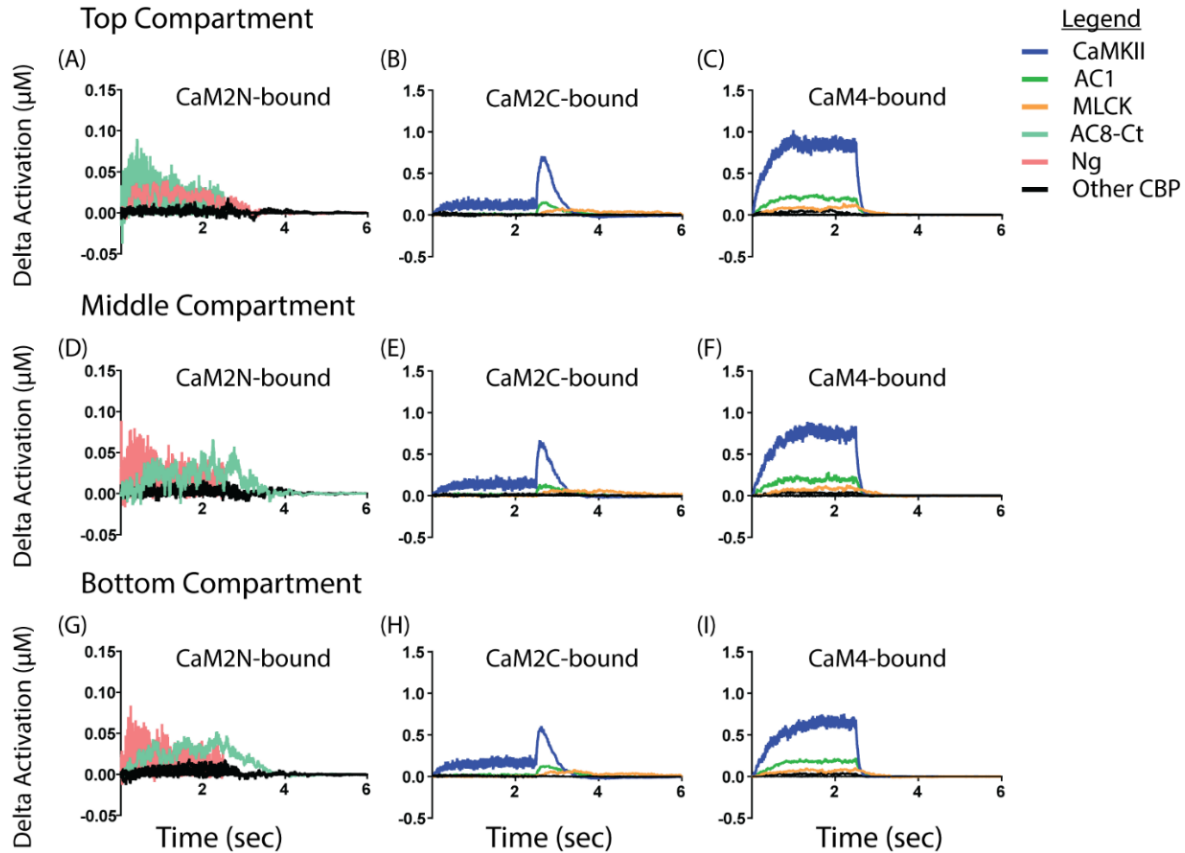 Top Compartment
Legend
CaMKII
AC1
MLCK
AC8-Ct
Ng
Other CBP
(A)
CaM2N-bound
Delta Activation (µM)
0.15
0.10
0.05
0.00
-0.05
2
4
6
(B)
CaM2C-bound
1.5
1.0
0.5
0.0
-0.5
2
4
6
(C)
CaM4-bound
1.5
1.0
0.5
0.0
-0.5
2
4
6
Middle Compartment
(D)
CaM2N-bound
Delta Activation (µM)
0.15
0.10
0.05
0.00
-0.05
2
4
6
(E)
CaM2C-bound
1.5
1.0
0.5
0.0
-0.5
2
4
6
(F)
CaM4-bound
1.5
1.0
0.5
0.0
-0.5
2
4
6
Bottom Compartment
(G)
CaM2N-bound
Delta Activation (µM)
0.15
0.10
0.05
0.00
-0.05
2
4
6
Time (sec)
(H)
CaM2C-bound
1.5
1.0
0.5
0.0
-0.5
2
4
6
Time (sec)
(I)
CaM4-bound
1.5
1.0
0.5
0.0
-0.5
2
4
6
Time (sec)